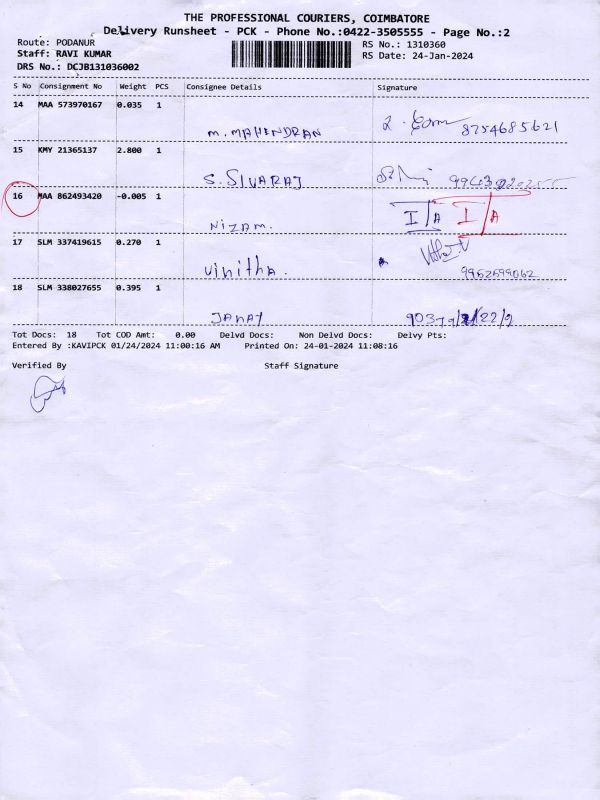 THE PROFESSIONAL COURIERS, COIMBATORE
Delivery Runsheet - PCK - Phone No.:0422-3505555 - Page No.:2
Route: PODANUR
RS No.: 1310360
Staff: RAVI KUMAR
RS Date: 24-Jan-2024
DRS No.: DCJB131036002
S No Consignment No Weight PCS Consignee Details Signature
14 MAA 573970167 0.035 1
M. MAHENDRAN 8754685621
15 KMY 21365137 2.800 1
S. SIVARAJ
16 MAA 862493420 -0.005 1
I/A I/A
Nizam.
17 SLM 337419615 0.270 1
Vinitha. 9952599062
18 SLM 338027655 0.395 1
JANAT
Tot Docs: 18 Tot COD Amt: 0.00 Delvd Docs: Non Delvd Docs: Delvy Pts:
Entered By :KAVIPCK 01/24/2024 11:00:16 AM Printed On: 24-01-2024 11:08:16
Verified By Staff Signature